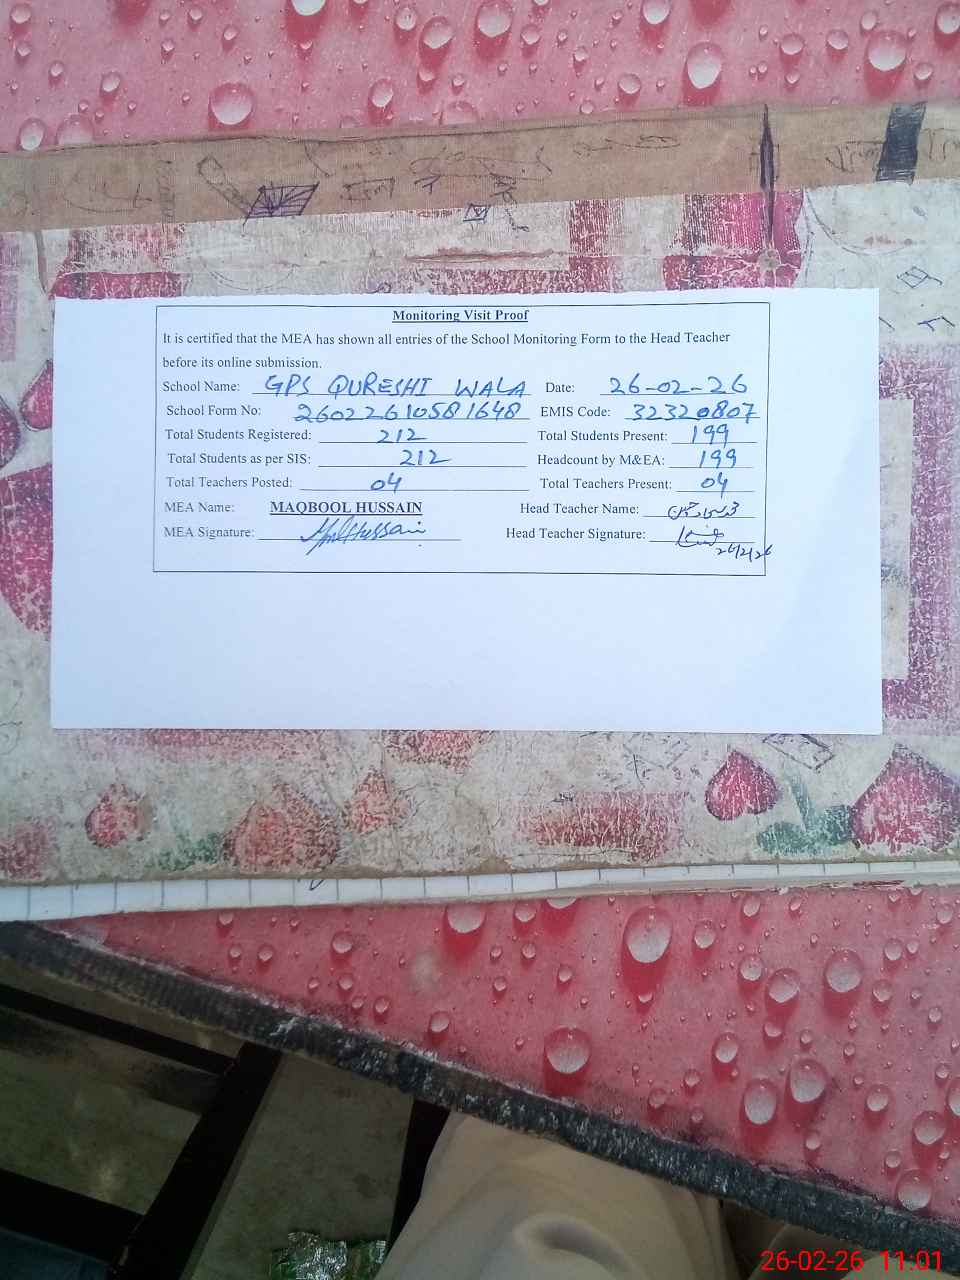 Monitoring Visit Proof
It is certified that the MEA has shown all entries of the School Monitoring Form to the Head Teacher
before its online submission.
School Name: GPS QURESHI WALA Date: 26-02-26
School Form No: 26022610581648 EMIS Code: 32320807
Total Students Registered: 212 Total Students Present: 199
Total Students as per SIS: 212 Headcount by M&EA: 199
Total Teachers Posted: 04 Total Teachers Present: 04
MEA Name: MAQBOOL HUSSAIN Head Teacher Name:
MEA Signature: Hussain Head Teacher Signature:
26/2/26
26-02-26 11:01